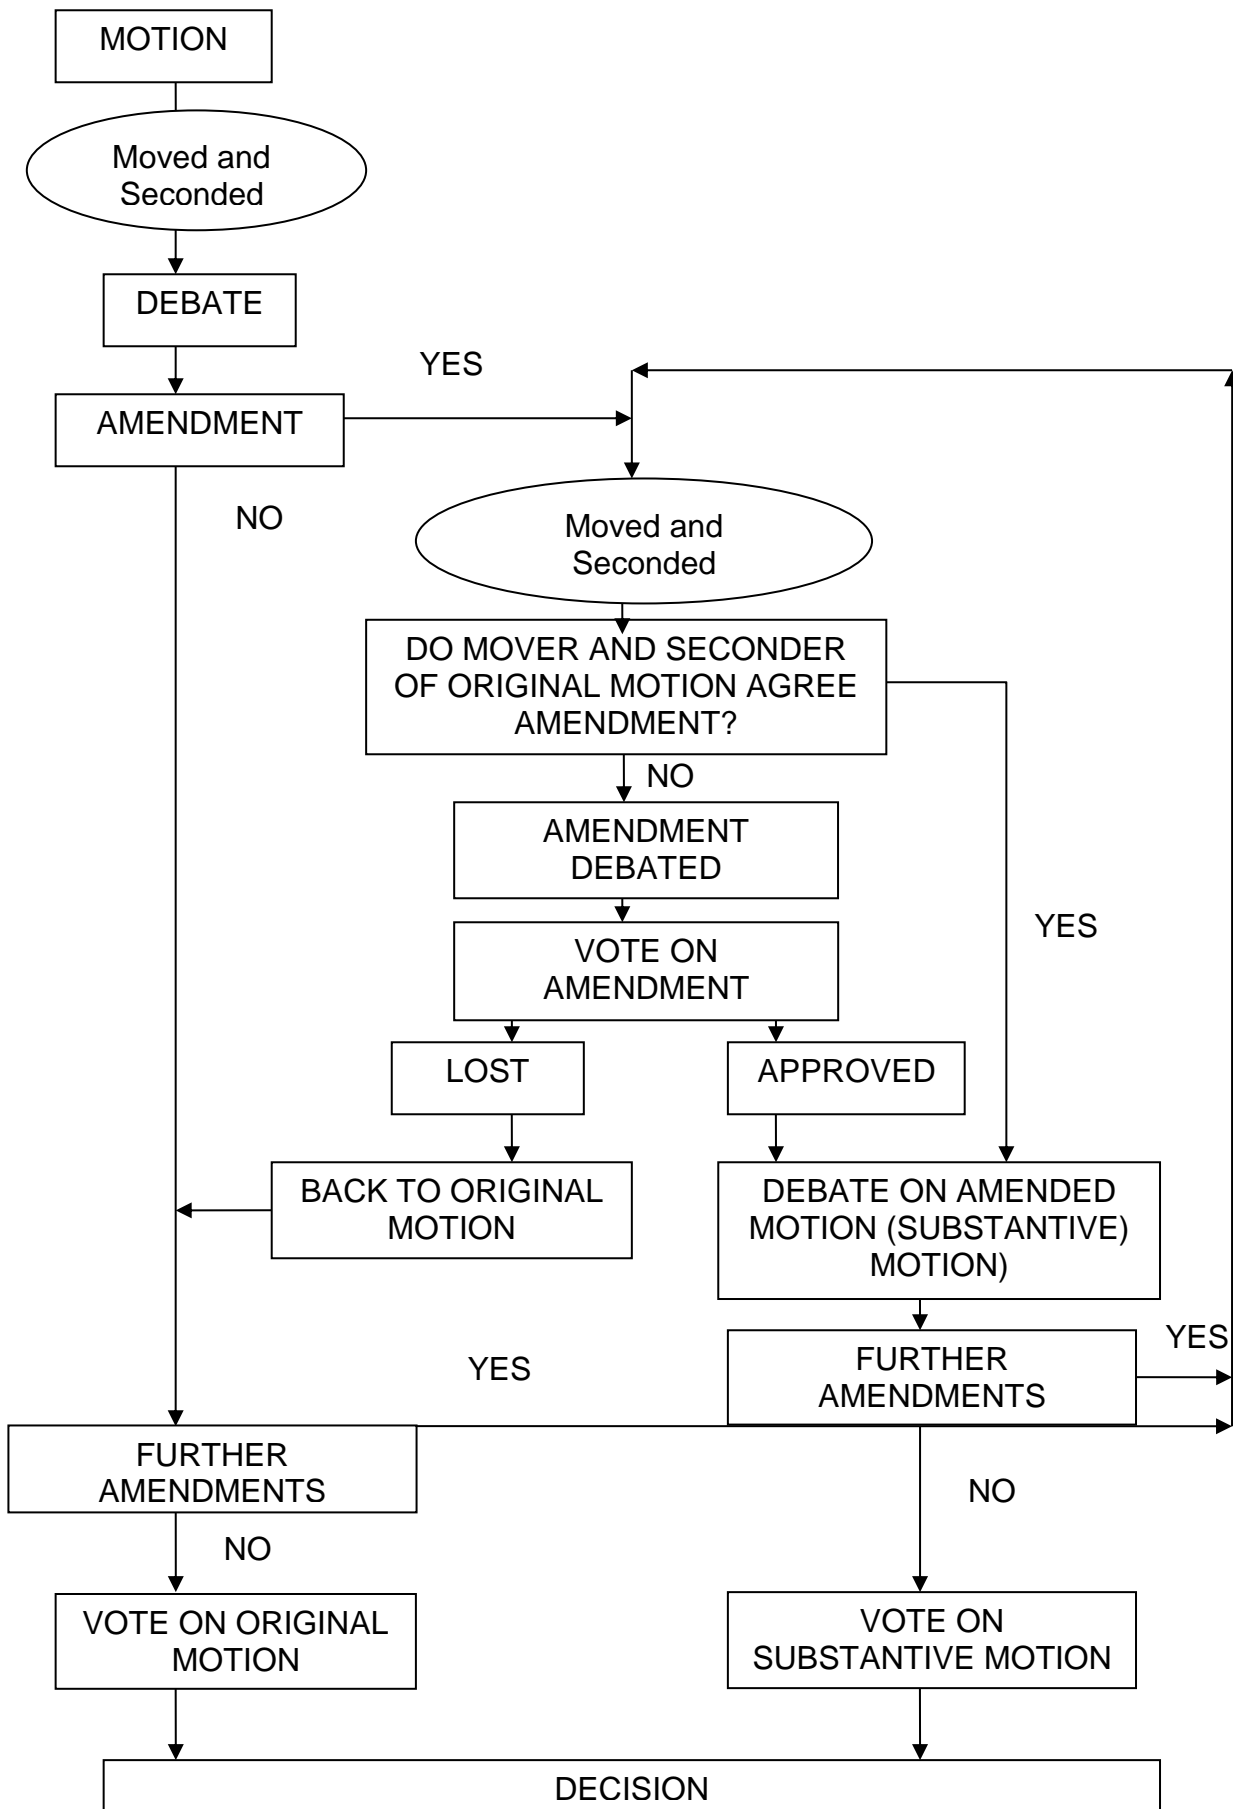 MOTION
Moved and
Seconded
DEBATE
YES
AMENDMENT
NO
Moved and
Seconded
DO MOVER AND SECONDER
OF ORIGINAL MOTION AGREE
AMENDMENT?
NO
AMENDMENT
DEBATED
YES
VOTE ON
AMENDMENT
LOST
APPROVED
BACK TO ORIGINAL
MOTION
DEBATE ON AMENDED
MOTION (SUBSTANTIVE)
MOTION)
YES
FURTHER
AMENDMENTS
YES
FURTHER
AMENDMENTS
NO
NO
VOTE ON ORIGINAL
MOTION
VOTE ON
SUBSTANTIVE MOTION
DECISION